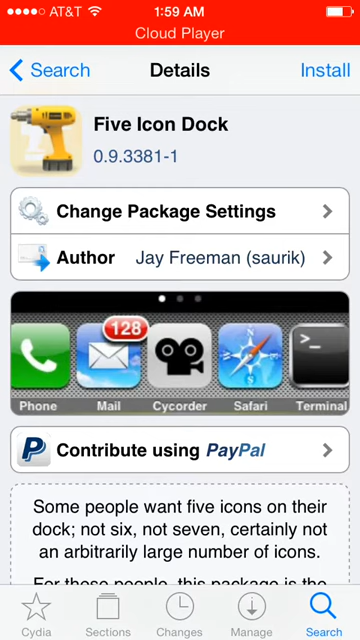 AT&T 1:59 AM
Cloud Player
Search Details Install
Five Icon Dock
0.9.3381-1
Change Package Settings
Author Jay Freeman (saurik)
128
>_
Phone Mail Cycorder Safari Terminal
P Contribute using PayPal
Some people want five icons on their
dock; not six, not seven, certainly not
an arbitrarily large number of icons.
For those people, this package is the
Cydia Sections Changes Manage Search